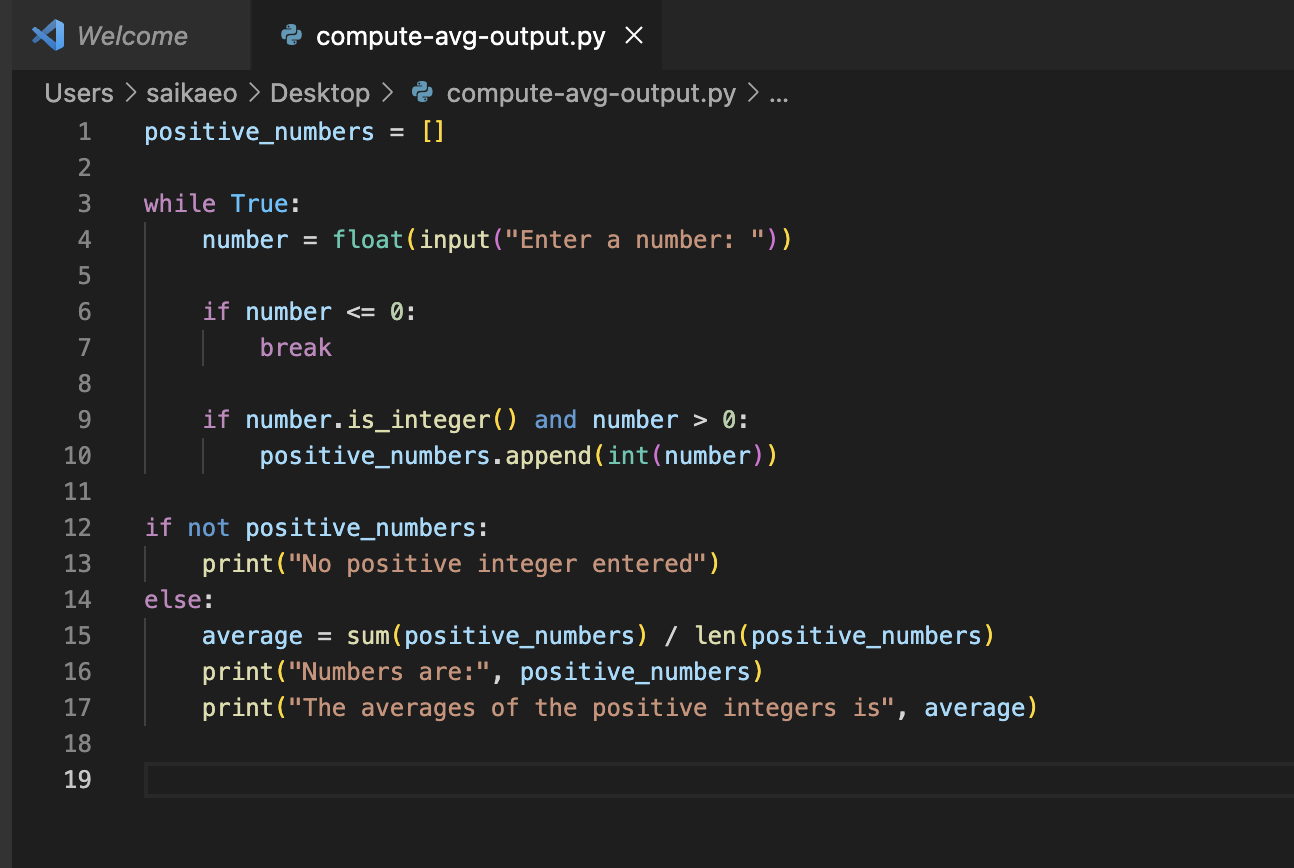 Welcome compute-avg-output.py ×
Users > saikaeo > Desktop > compute-avg-output.py > ...
1 positive_numbers = []
2
3 while True:
4     number = float(input("Enter a number: "))
5
6     if number <= 0:
7         break
8
9     if number.is_integer() and number > 0:
10         positive_numbers.append(int(number))
11
12 if not positive_numbers:
13     print("No positive integer entered")
14 else:
15     average = sum(positive_numbers) / len(positive_numbers)
16     print("Numbers are:", positive_numbers)
17     print("The averages of the positive integers is", average)
18
19